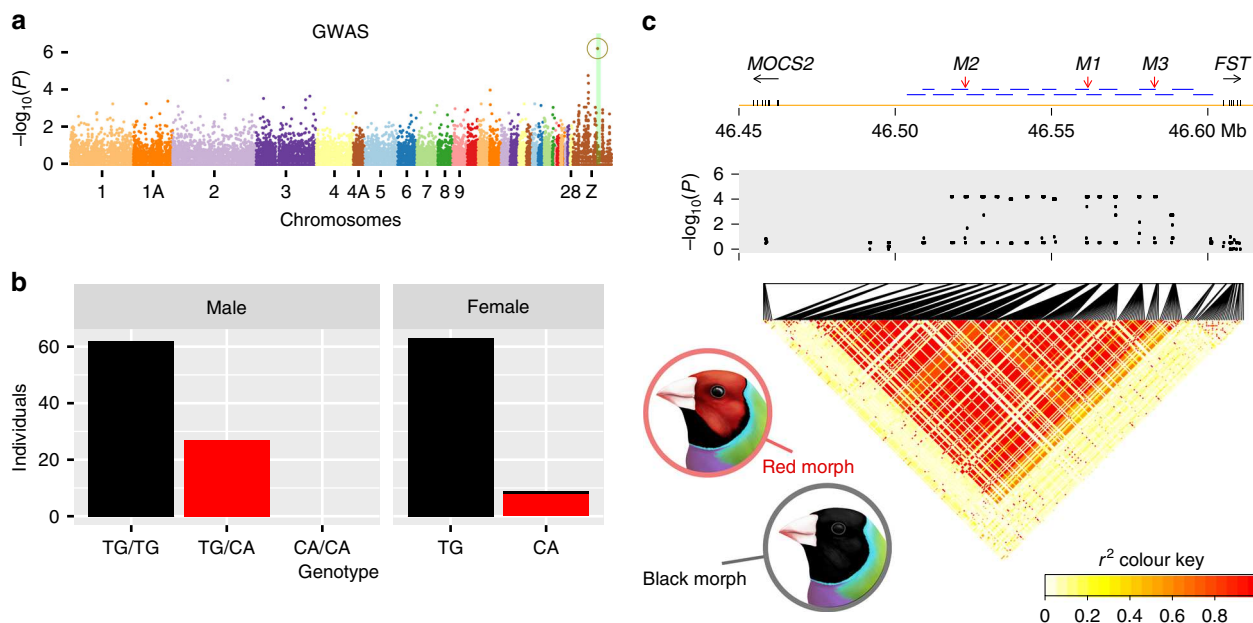 a
GWAS
6
4
2
0
−log10(P)
1 1A 2 3 4 4A 5 6 7 8 9 28 Z
Chromosomes
b
Male Female
60
40
20
0
Individuals
TG/TG TG/CA CA/CA TG CA
Genotype
c
MOCS2 M2 M1 M3 FST
46.45 46.50 46.55 46.60 Mb
6
4
2
0
−log10(P)
Red morph
Black morph
r2 colour key
0 0.2 0.4 0.6 0.8